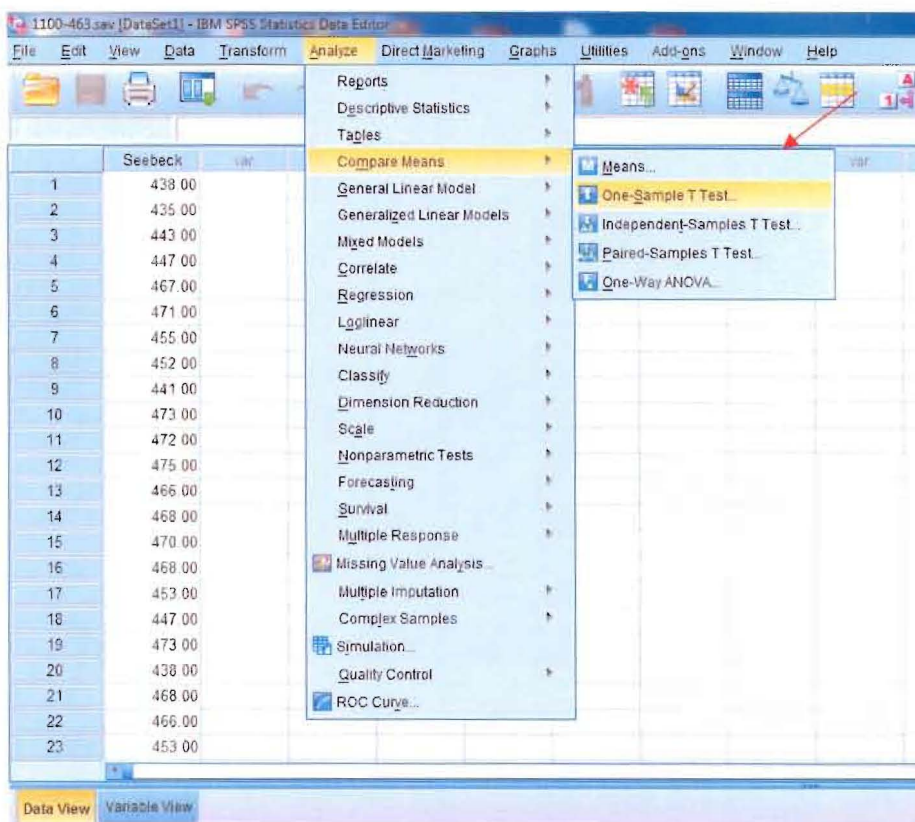 1100-463.sav [DataSet1] - IBM SPSS Statistics Data Editor
File Edit View Data Transform Analyze Direct Marketing Graphs Utilities Add-ons Window Help
Reports
Descriptive Statistics
Tables
Compare Means
General Linear Model
Generalized Linear Models
Mixed Models
Correlate
Regression
Loglinear
Neural Networks
Classify
Dimension Reduction
Scale
Nonparametric Tests
Forecasting
Survival
Multiple Response
Missing Value Analysis...
Multiple Imputation
Complex Samples
Simulation...
Quality Control
ROC Curve...
Means...
One-Sample T Test...
Independent-Samples T Test...
Paired-Samples T Test...
One-Way ANOVA...
Seebeck var var
1 438.00
2 435.00
3 443.00
4 447.00
5 467.00
6 471.00
7 455.00
8 452.00
9 441.00
10 473.00
11 472.00
12 475.00
13 466.00
14 468.00
15 470.00
16 468.00
17 453.00
18 447.00
19 473.00
20 438.00
21 468.00
22 466.00
23 453.00
Data View Variable View